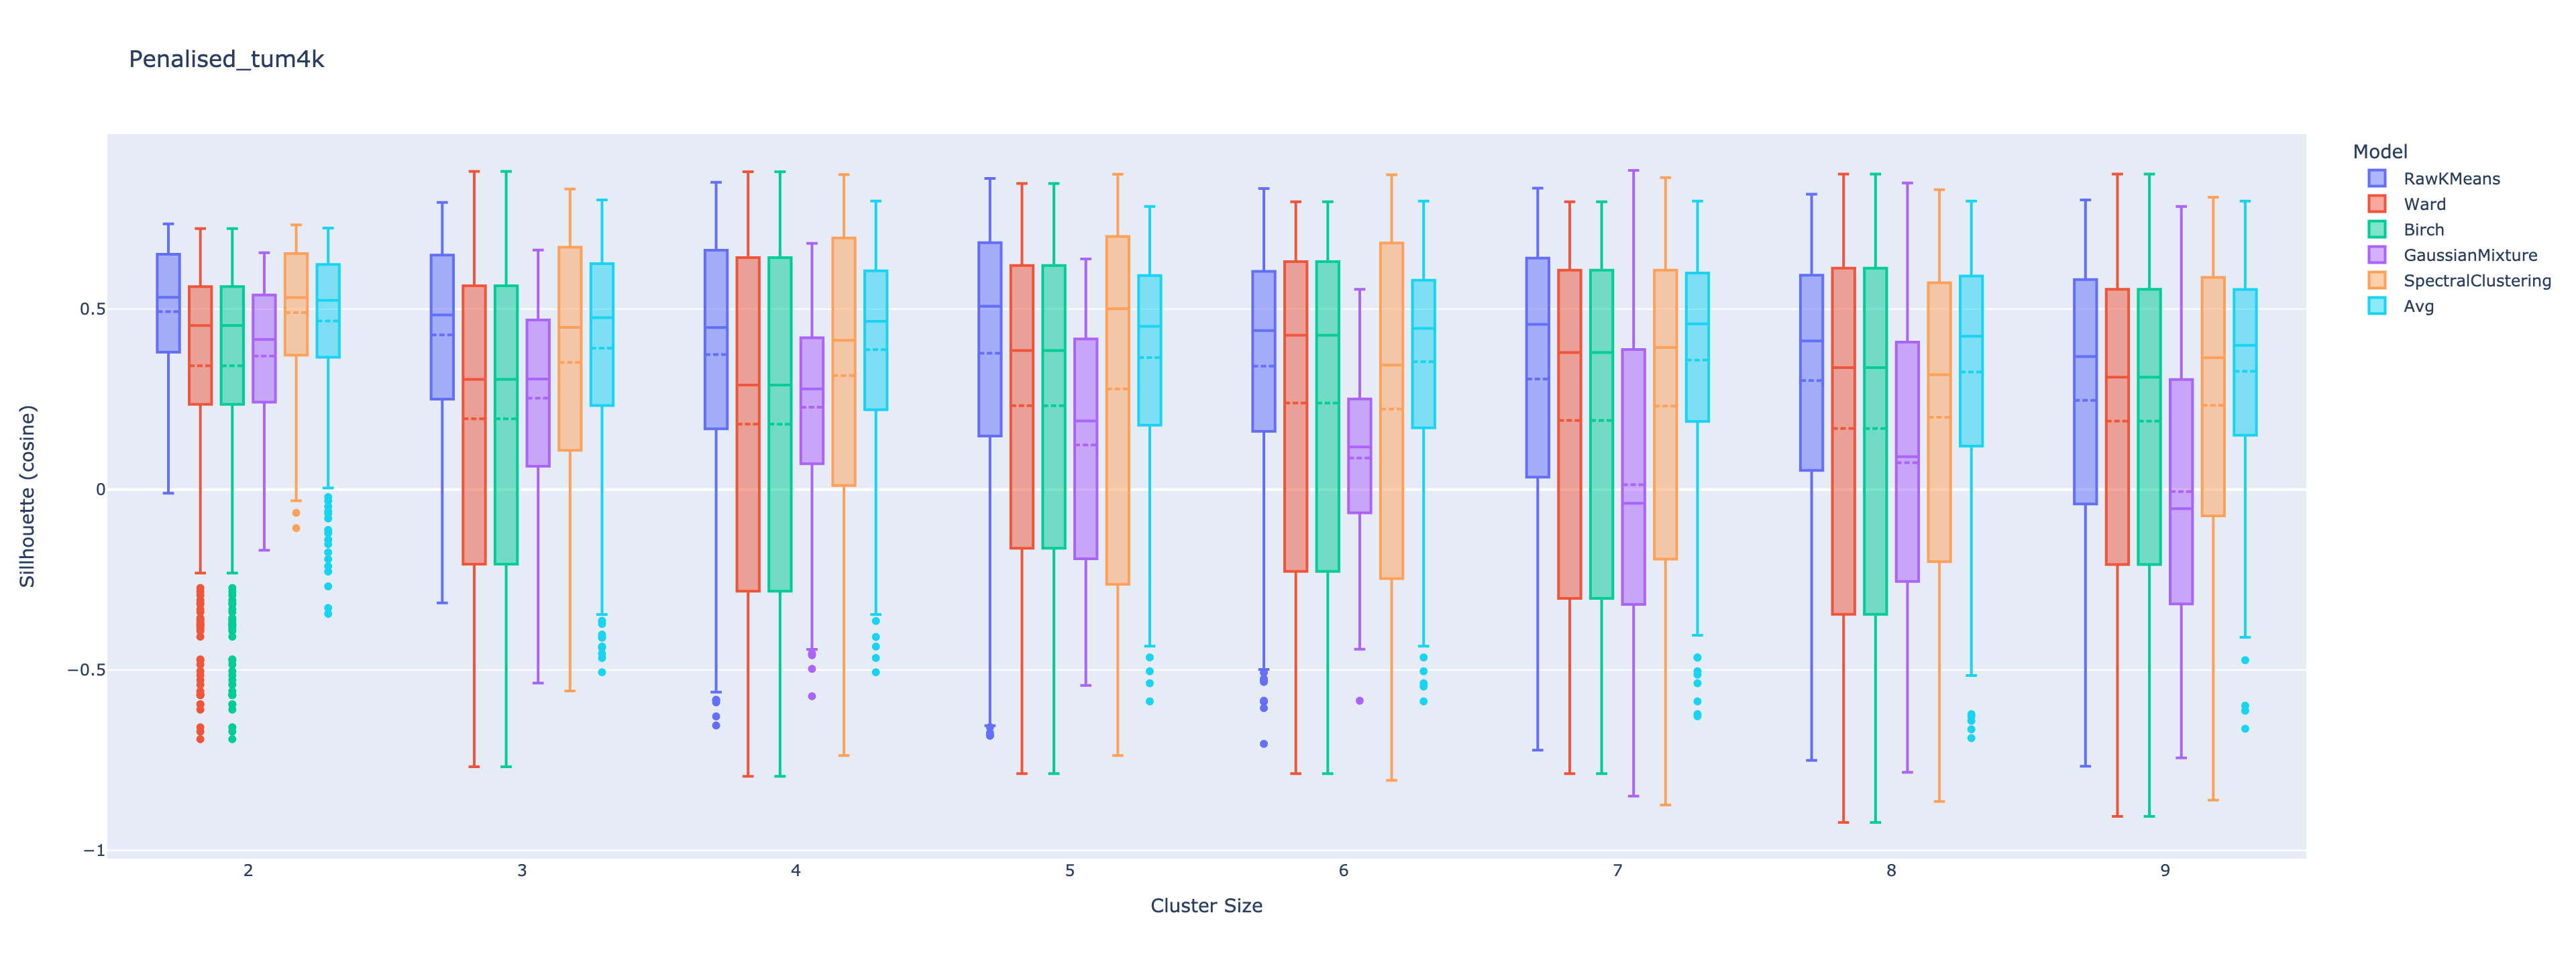 Penalised_tum4k
Model
RawKMeans
Ward
Birch
GaussianMixture
SpectralClustering
Avg
Sillhouette (cosine)
0.5
0
−0.5
−1
2 3 4 5 6 7 8 9
Cluster Size